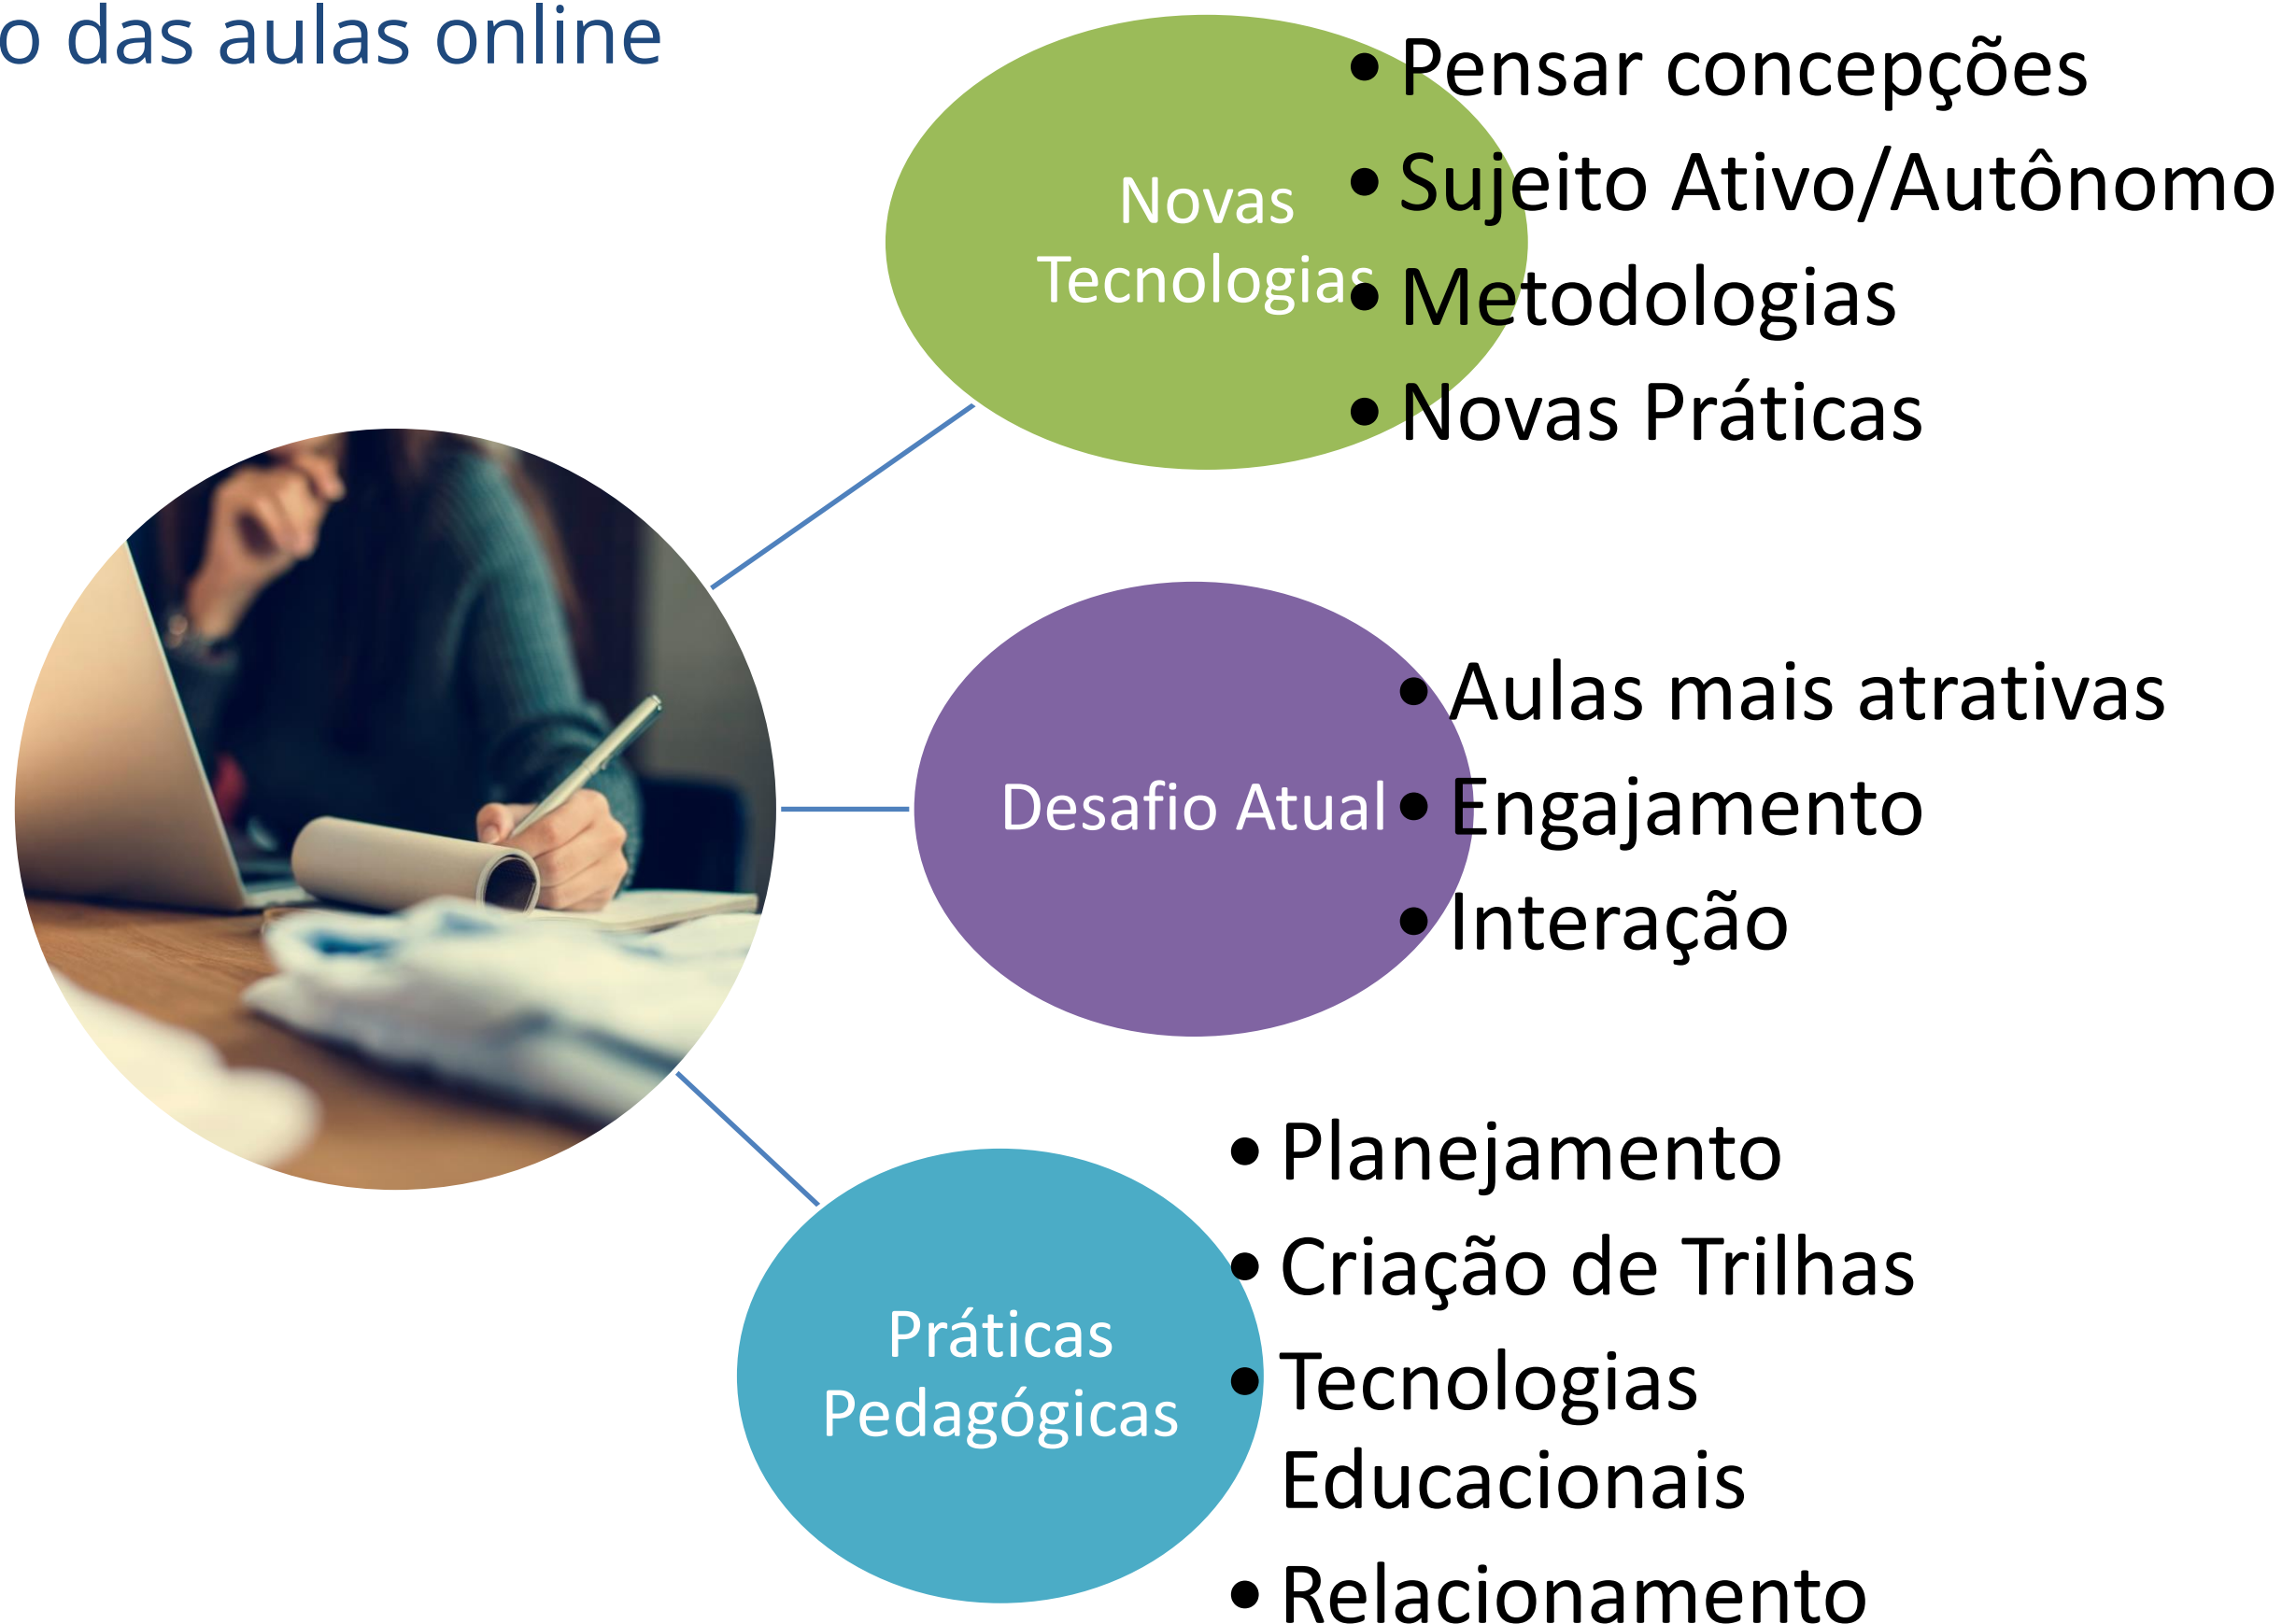 o das aulas online
Novas
Tecnologias
• Pensar concepções
• Sujeito Ativo/Autônomo
• Metodologias
• Novas Práticas
Desafio Atual
• Aulas mais atrativas
• Engajamento
• Interação
Práticas
Pedagógicas
• Planejamento
• Criação de Trilhas
• Tecnologias
Educacionais
• Relacionamento